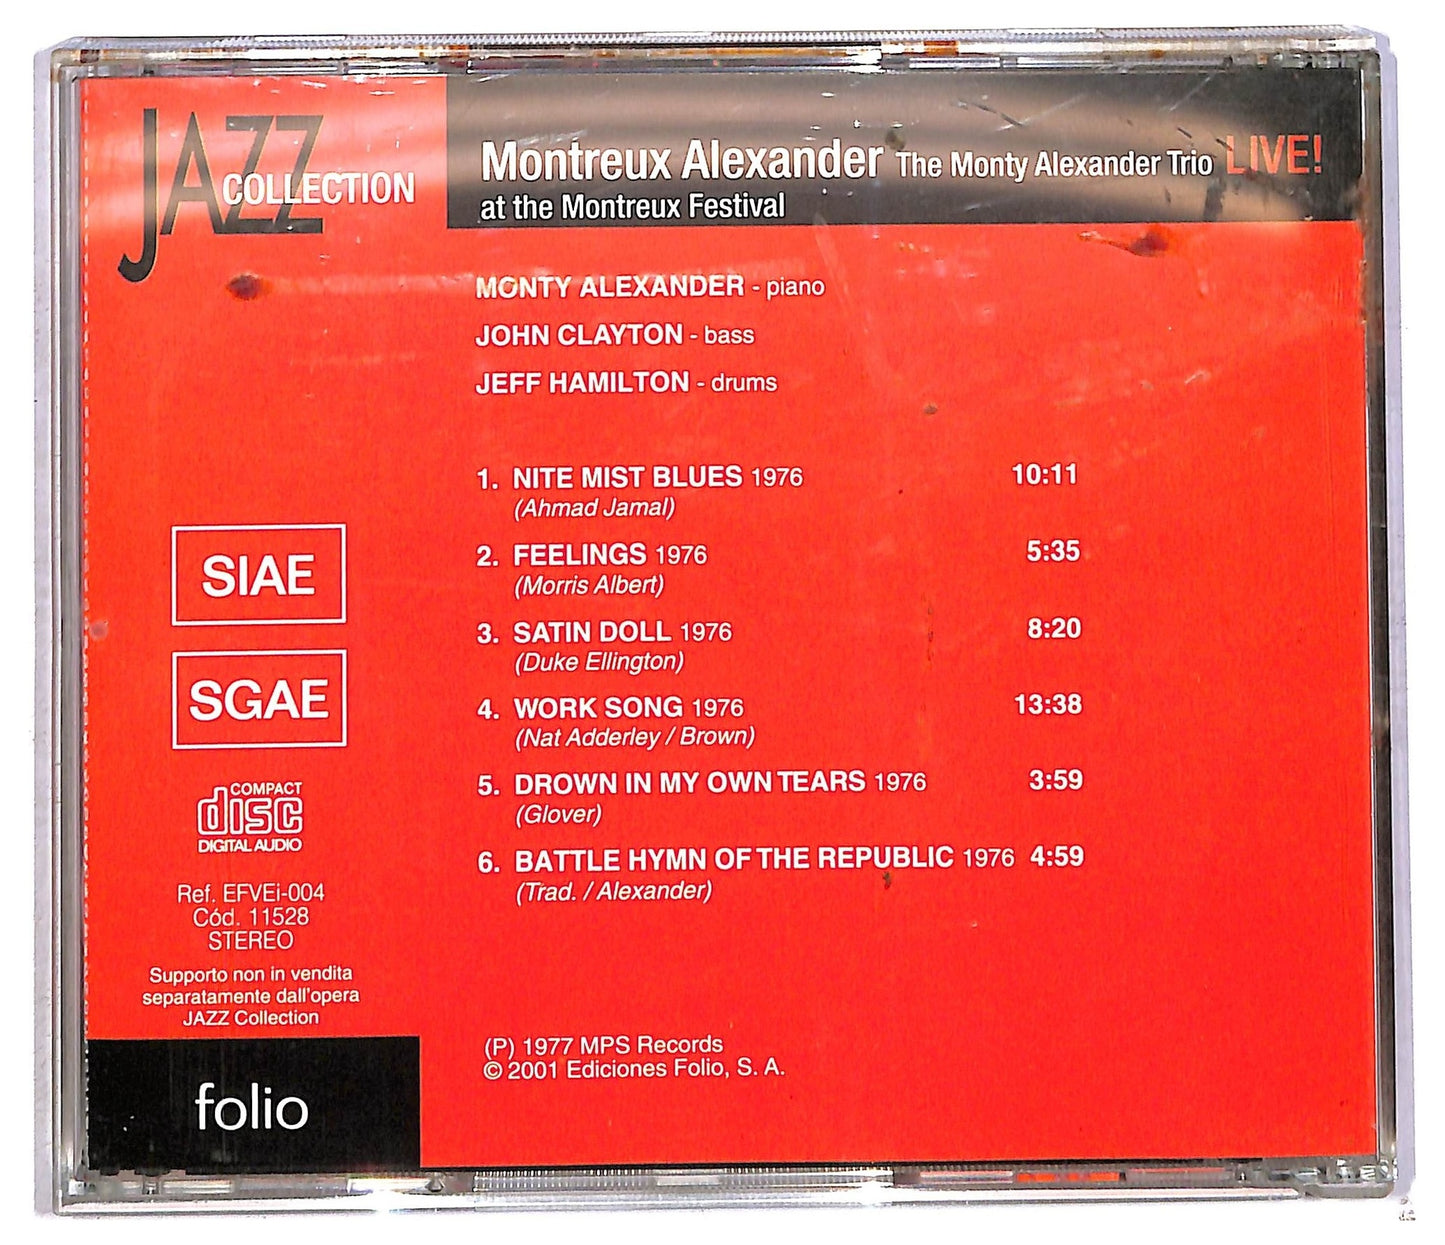 JAZZ
COLLECTION
Montreux Alexander The Monty Alexander Trio LIVE!
at the Montreux Festival
MONTY ALEXANDER - piano
JOHN CLAYTON - bass
JEFF HAMILTON - drums
1. NITE MIST BLUES 1976 10:11
(Ahmad Jamal)
2. FEELINGS 1976 5:35
(Morris Albert)
3. SATIN DOLL 1976 8:20
(Duke Ellington)
4. WORK SONG 1976 13:38
(Nat Adderley / Brown)
5. DROWN IN MY OWN TEARS 1976 3:59
(Glover)
6. BATTLE HYMN OF THE REPUBLIC 1976 4:59
(Trad. / Alexander)
SIAE
SGAE
COMPACT
disc
DIGITAL AUDIO
Ref. EFVEi-004
Cód. 11528
STEREO
Supporto non in vendita
separatamente dall'opera
JAZZ Collection
(P) 1977 MPS Records
© 2001 Ediciones Folio, S. A.
folio